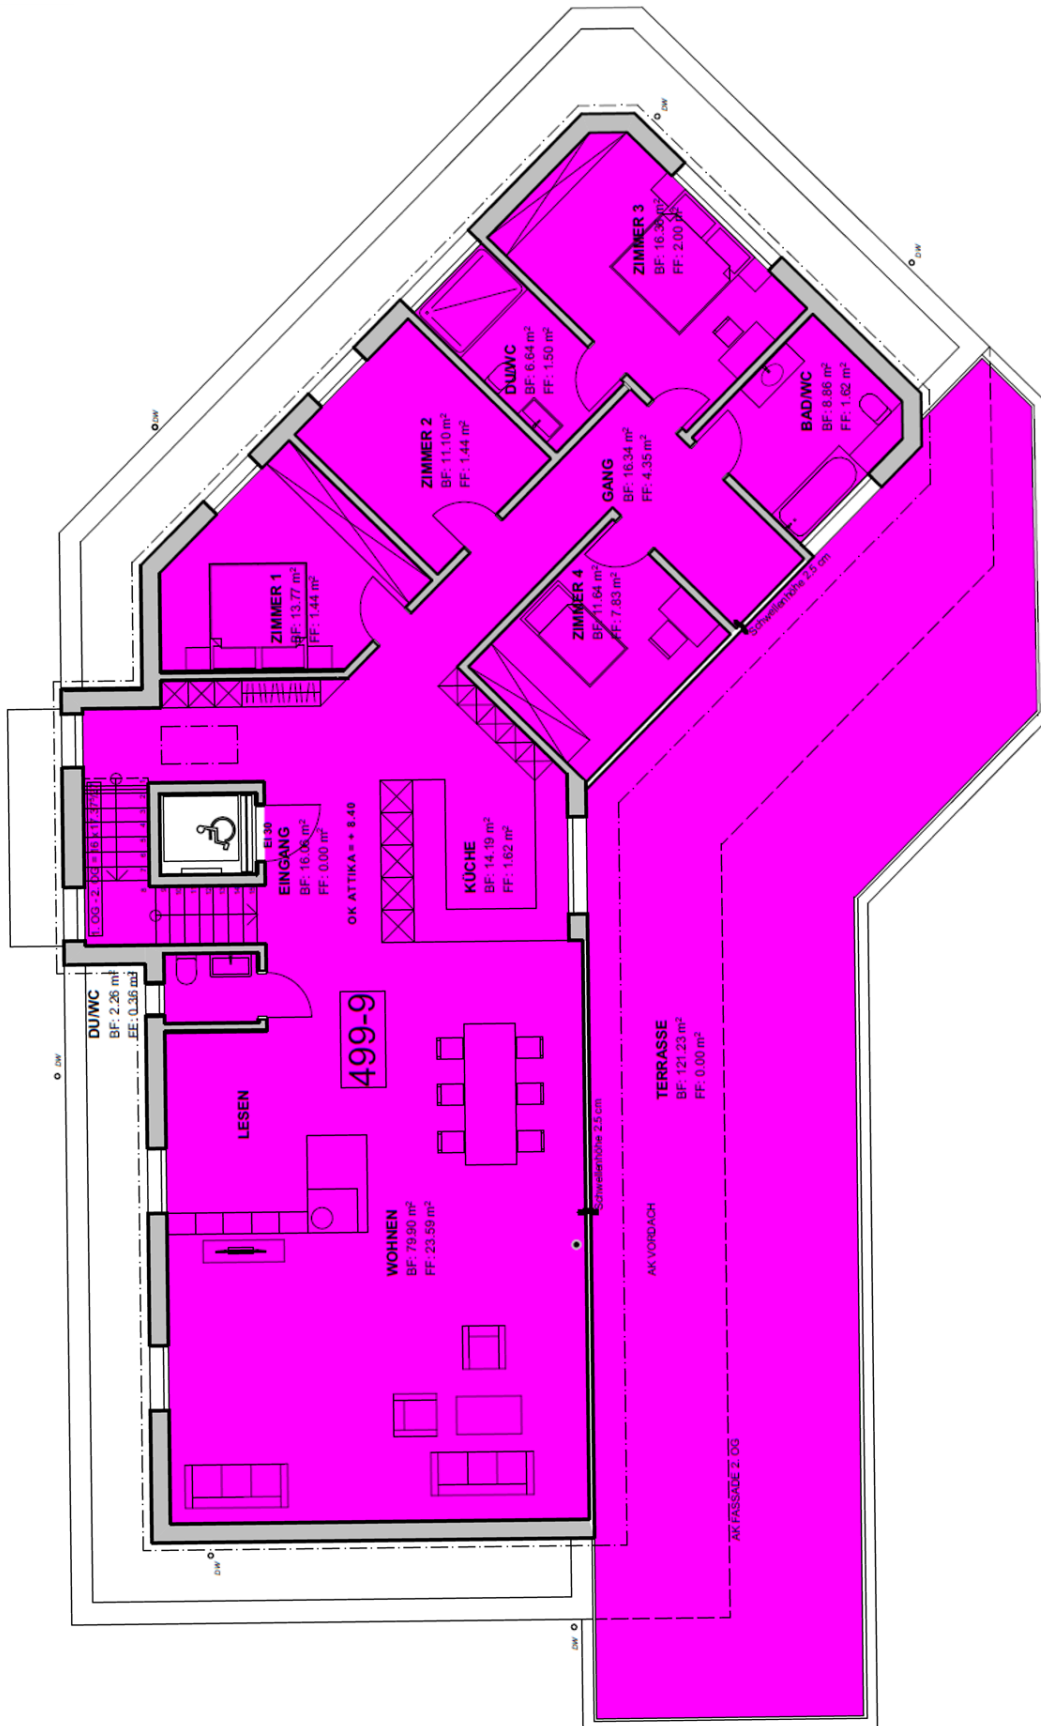 DW
DW
DW
DW
ZIMMER 3
BF: 16.36 m²
FF: 2.00 m²
DU/WC
BF: 6.64 m²
FF: 1.50 m²
BAD/WC
BF: 8.86 m²
FF: 1.62 m²
ZIMMER 2
BF: 11.10 m²
FF: 1.44 m²
GANG
BF: 16.34 m²
FF: 4.35 m²
ZIMMER 1
BF: 13.77 m²
FF: 1.44 m²
ZIMMER 4
BF: 11.64 m²
FF: 7.83 m²
Schwellenhöhe 2.5 cm
EI 30
EINGANG
BF: 16.06 m²
FF: 0.00 m²
OK ATTIKA = + 8.40
KÜCHE
BF: 14.19 m²
FF: 1.62 m²
DU/WC
BF: 2.26 m²
FF: 0.36 m²
499-9
LESEN
TERRASSE
BF: 121.23 m²
FF: 0.00 m²
Schwellenhöhe 2.5 cm
WOHNEN
BF: 79.90 m²
FF: 23.59 m²
AK VORDACH
AK FASSADE 2. OG
DW
DW